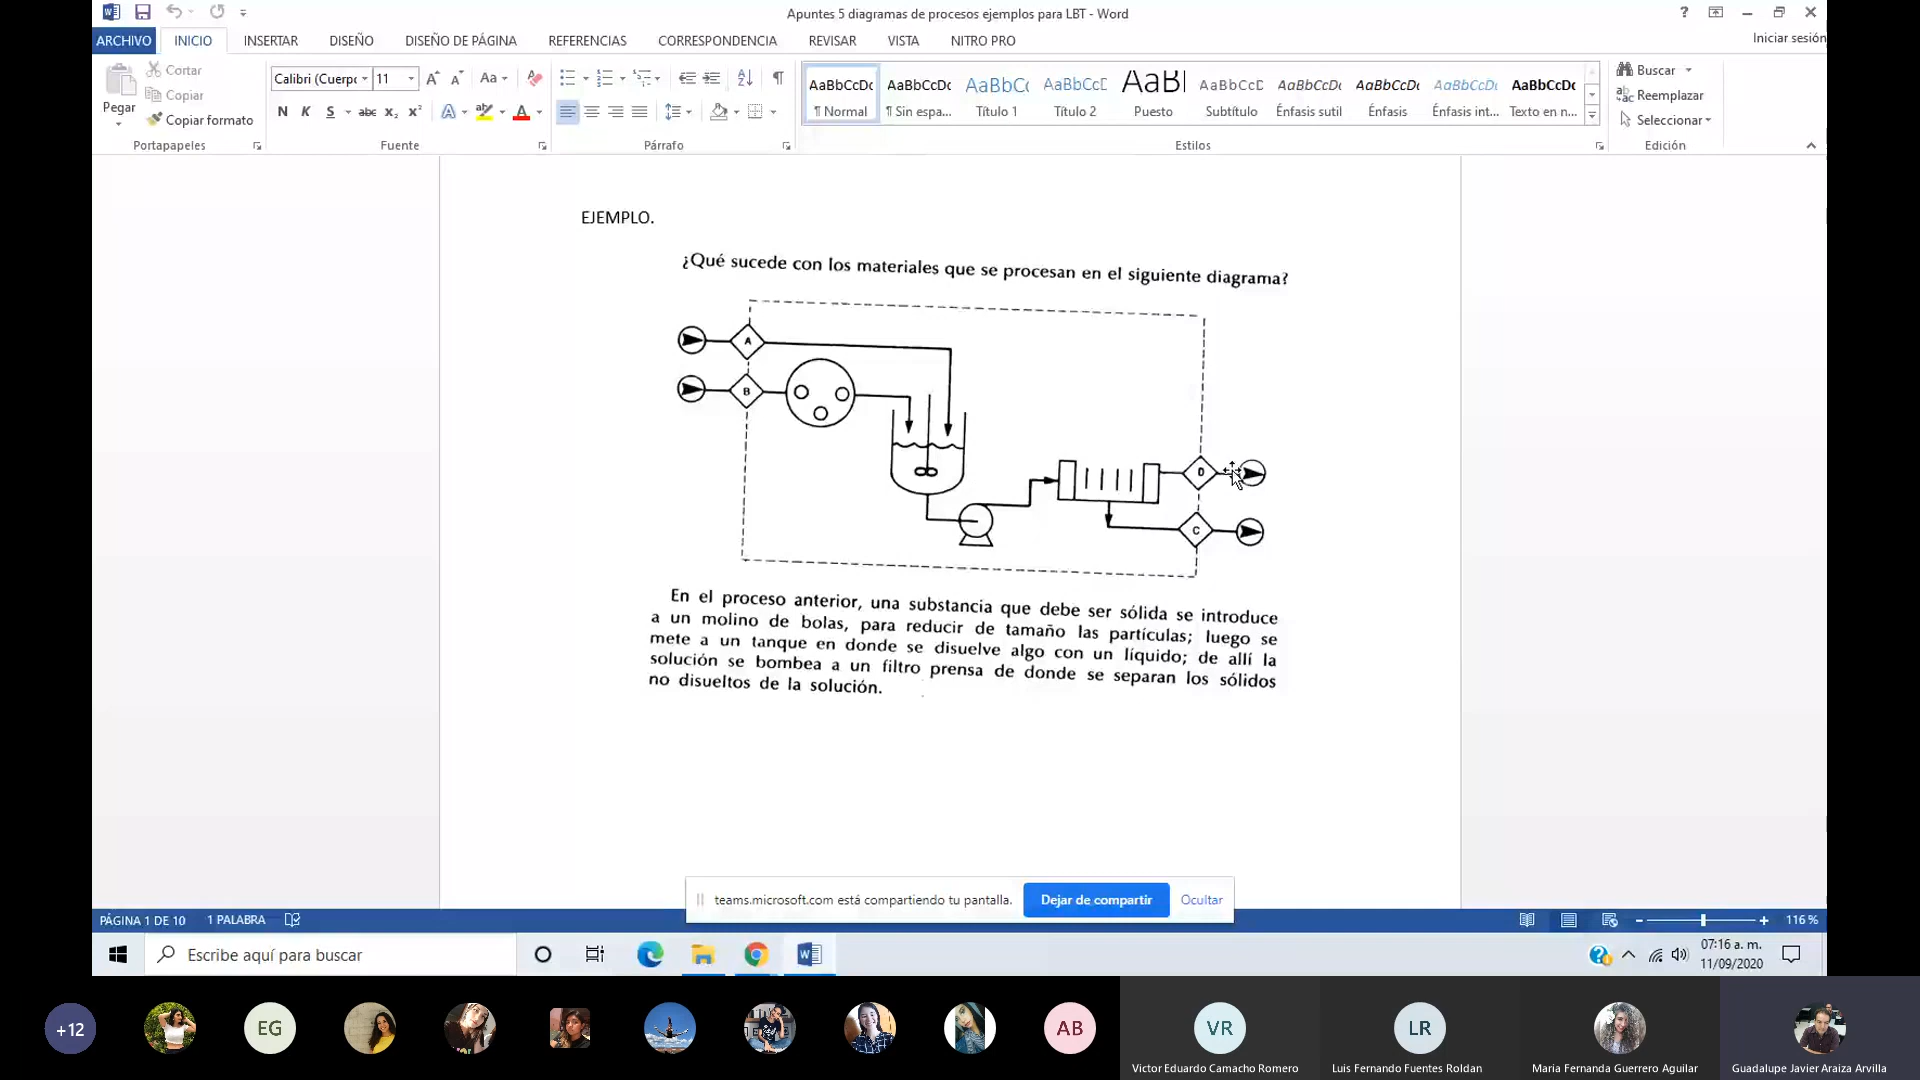 Apuntes 5 diagramas de procesos ejemplos para LBT - Word
ARCHIVO INICIO INSERTAR DISEÑO DISEÑO DE PÁGINA REFERENCIAS CORRESPONDENCIA REVISAR VISTA NITRO PRO
Iniciar sesión
Pegar
Cortar
Copiar
Copiar formato
Portapapeles
Calibri (Cuerpo 11
Aa
N K S abc x₂ x² A A
Fuente
Párrafo
AaBbCcDc AaBbCcDc AaBbCc AaBbCcD AaBl AaBbCcD AaBbCcDc AaBbCcDc AaBbCcDc AaBbCcDc
¶ Normal ¶ Sin espa... Título 1 Título 2 Puesto Subtítulo Énfasis sutil Énfasis Énfasis int... Texto en n...
Estilos
Buscar
Reemplazar
Seleccionar
Edición
EJEMPLO.
¿Qué sucede con los materiales que se procesan en el siguiente diagrama?
A
B
D
C
En el proceso anterior, una substancia que debe ser sólida se introduce
a un molino de bolas, para reducir de tamaño las partículas; luego se
mete a un tanque en donde se disuelve algo con un líquido; de allí la
solución se bombea a un filtro prensa de donde se separan los sólidos
no disueltos de la solución.
teams.microsoft.com está compartiendo tu pantalla. Dejar de compartir Ocultar
PÁGINA 1 DE 10 1 PALABRA 116 %
Escribe aquí para buscar
07:16 a. m.
11/09/2020
+12 EG AB VR LR
Victor Eduardo Camacho Romero Luis Fernando Fuentes Roldan Maria Fernanda Guerrero Aguilar Guadalupe Javier Araiza Arvilla